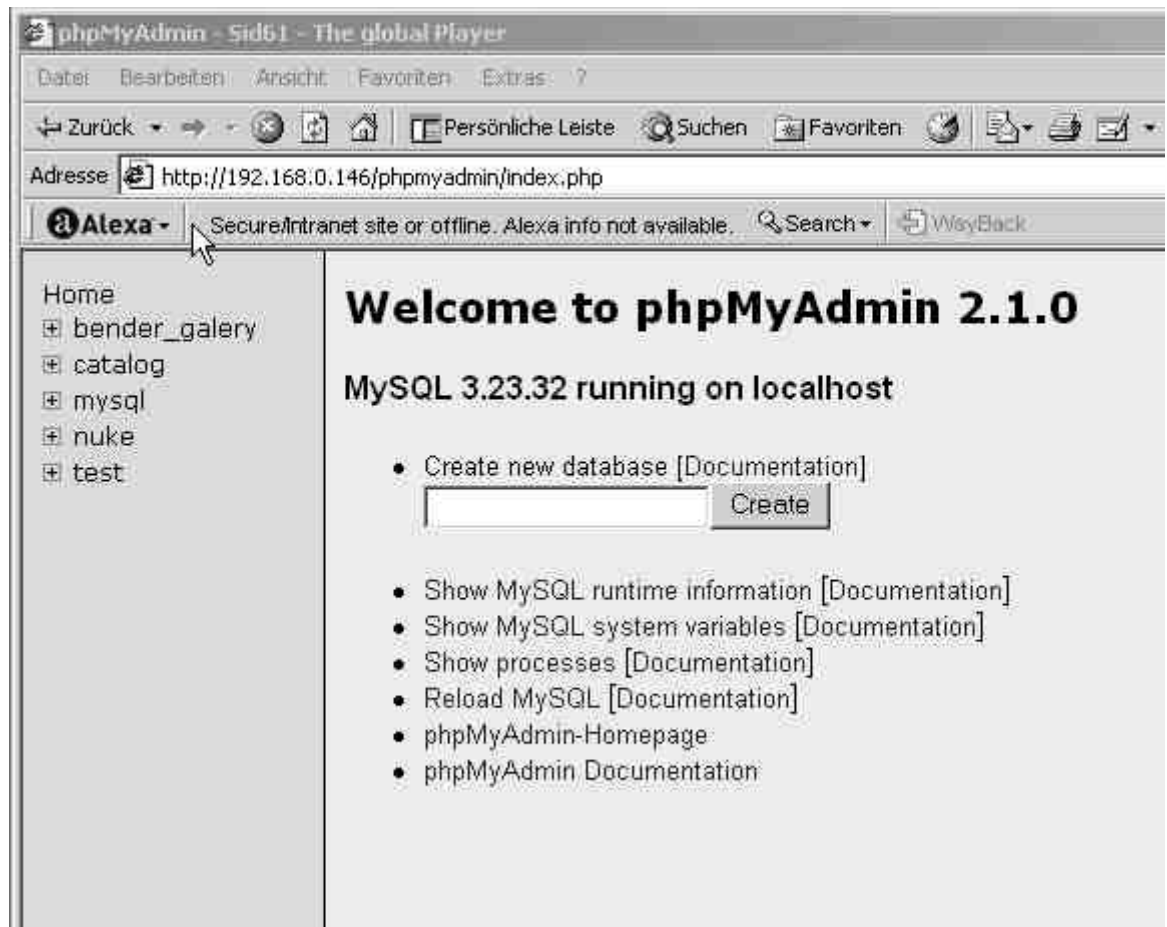 phpMyAdmin - Sid61 - The global Player
Datei Bearbeiten Ansicht Favoriten Extras ?
Zurück Persönliche Leiste Suchen Favoriten
Adresse http://192.168.0.146/phpmyadmin/index.php
Alexa Secure/Intranet site or offline. Alexa info not available. Search WayBack
Home
bender_galery
catalog
mysql
nuke
test
Welcome to phpMyAdmin 2.1.0
MySQL 3.23.32 running on localhost
Create new database [Documentation]
Create
Show MySQL runtime information [Documentation]
Show MySQL system variables [Documentation]
Show processes [Documentation]
Reload MySQL [Documentation]
phpMyAdmin-Homepage
phpMyAdmin Documentation